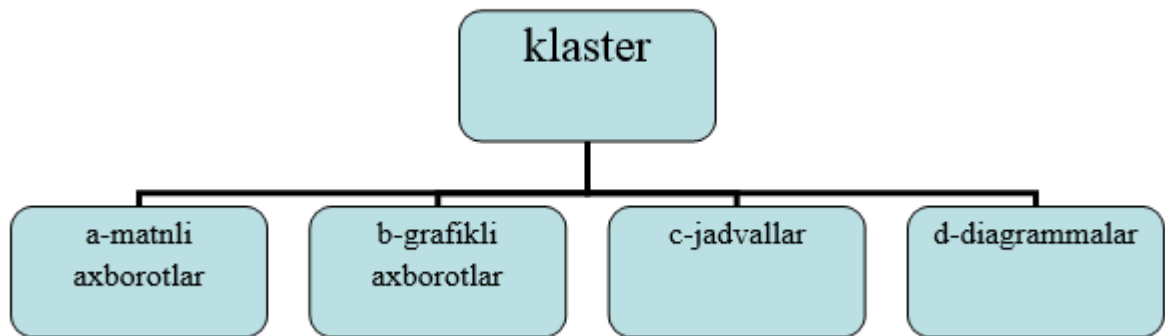 klaster
a-matnli
axborotlar
b-grafikli
axborotlar
c-jadvallar
d-diagrammalar